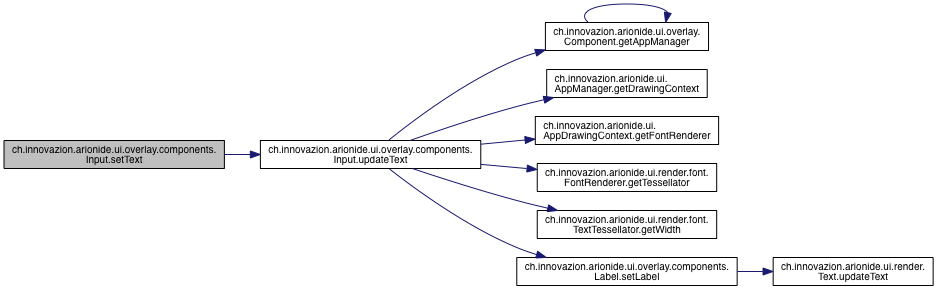 ch.innovazion.arionide.ui.overlay.
Component.getAppManager
ch.innovazion.arionide.ui.
AppManager.getDrawingContext
ch.innovazion.arionide.ui.
AppDrawingContext.getFontRenderer
ch.innovazion.arionide.ui.overlay.components.
Input.setText
ch.innovazion.arionide.ui.overlay.components.
Input.updateText
ch.innovazion.arionide.ui.render.font.
FontRenderer.getTessellator
ch.innovazion.arionide.ui.render.font.
TextTessellator.getWidth
ch.innovazion.arionide.ui.overlay.components.
Label.setLabel
ch.innovazion.arionide.ui.render.
Text.updateText